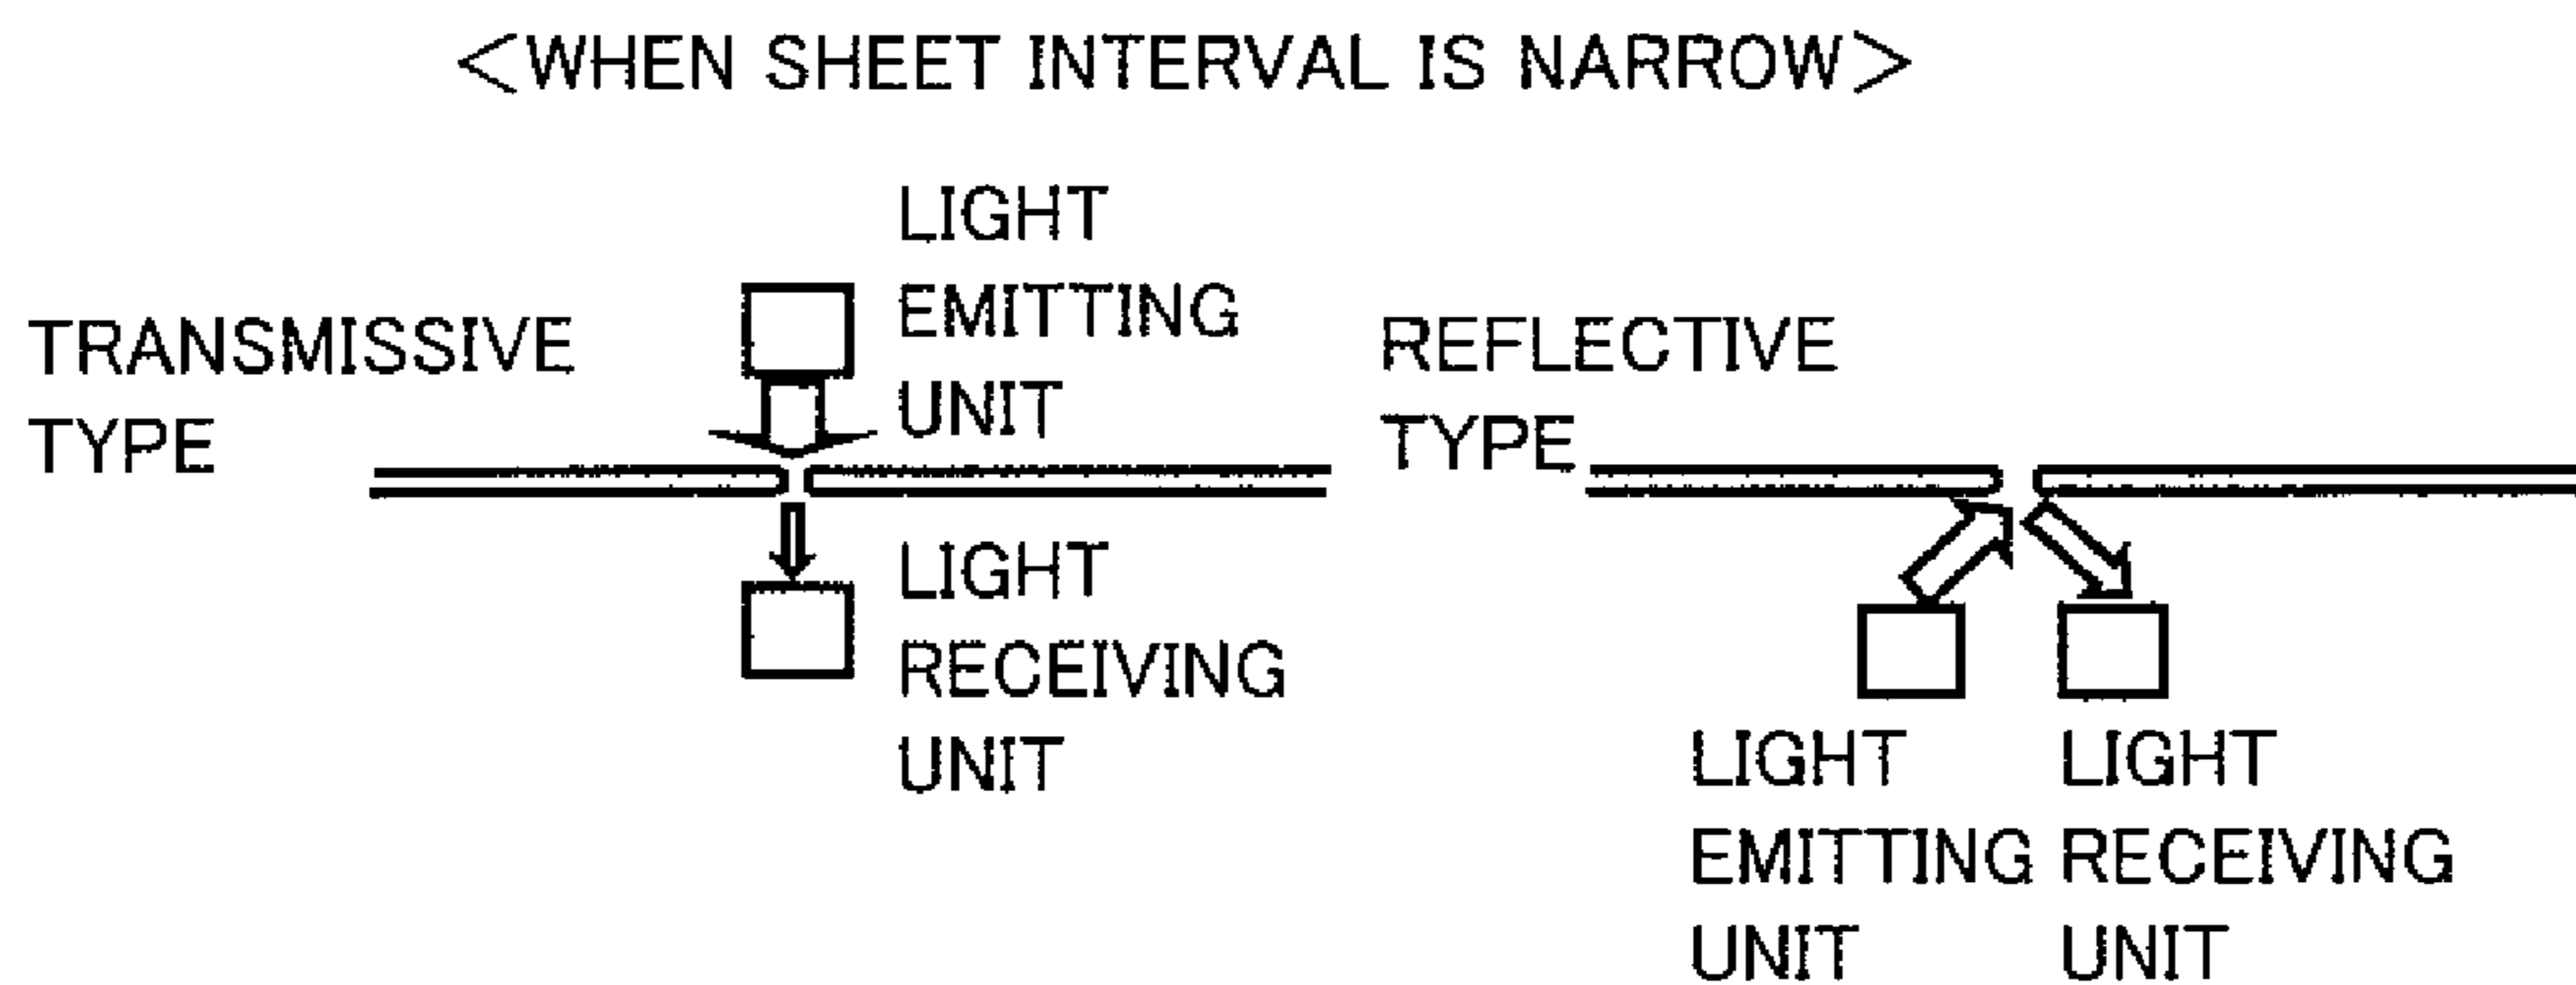 <WHEN SHEET INTERVAL IS NARROW>
TRANSMISSIVE
TYPE
LIGHT
EMITTING
UNIT
LIGHT
RECEIVING
UNIT
REFLECTIVE
TYPE
LIGHT
EMITTING
UNIT
LIGHT
RECEIVING
UNIT